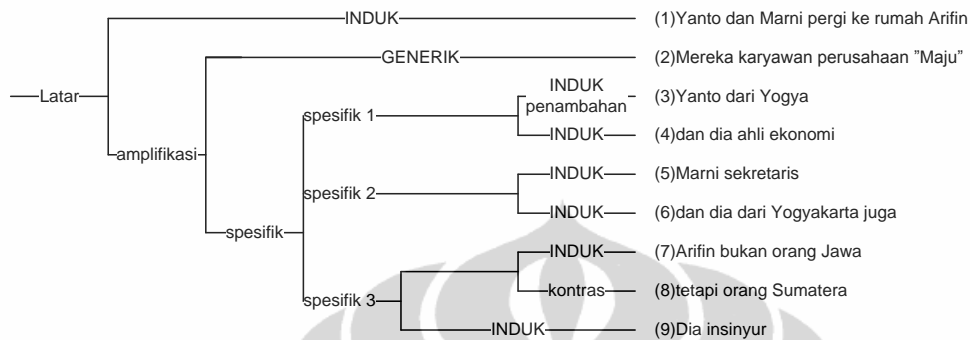 INDUK (1)Yanto dan Marni pergi ke rumah Arifin
GENERIK (2)Mereka karyawan perusahaan "Maju"
Latar
INDUK
penambahan (3)Yanto dari Yogya
spesifik 1
INDUK (4)dan dia ahli ekonomi
amplifikasi
INDUK (5)Marni sekretaris
spesifik 2
INDUK (6)dan dia dari Yogyakarta juga
spesifik
INDUK (7)Arifin bukan orang Jawa
kontras (8)tetapi orang Sumatera
spesifik 3
INDUK (9)Dia insinyur